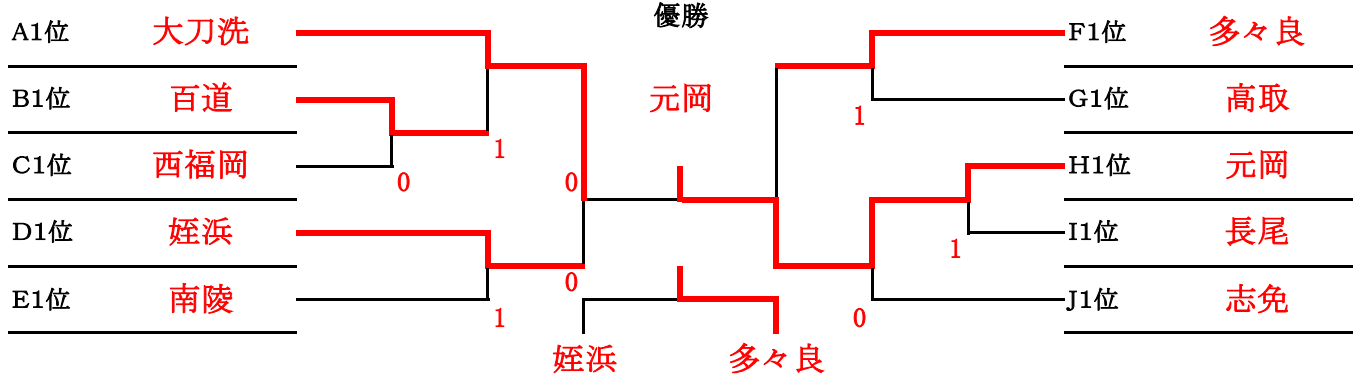 優勝
A1位 大刀洗
B1位 百道
C1位 西福岡
D1位 姪浜
E1位 南陵
1
0
0
0
1
元岡
姪浜 多々良
F1位 多々良
G1位 高取
H1位 元岡
I1位 長尾
J1位 志免
1
1
0